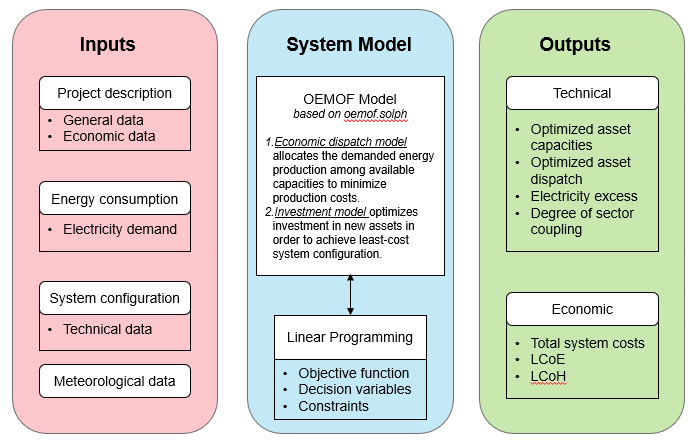 Inputs
Project description
• General data
• Economic data
Energy consumption
• Electricity demand
System configuration
• Technical data
Meteorological data
System Model
OEMOF Model
based on oemof.solph
1.Economic dispatch model
allocates the demanded energy
production among available
capacities to minimize
production costs.
2.Investment model optimizes
investment in new assets in
order to achieve least-cost
system configuration.
Linear Programming
• Objective function
• Decision variables
• Constraints
Outputs
Technical
• Optimized asset
capacities
• Optimized asset
dispatch
• Electricity excess
• Degree of sector
coupling
Economic
• Total system costs
• LCoE
• LCoH